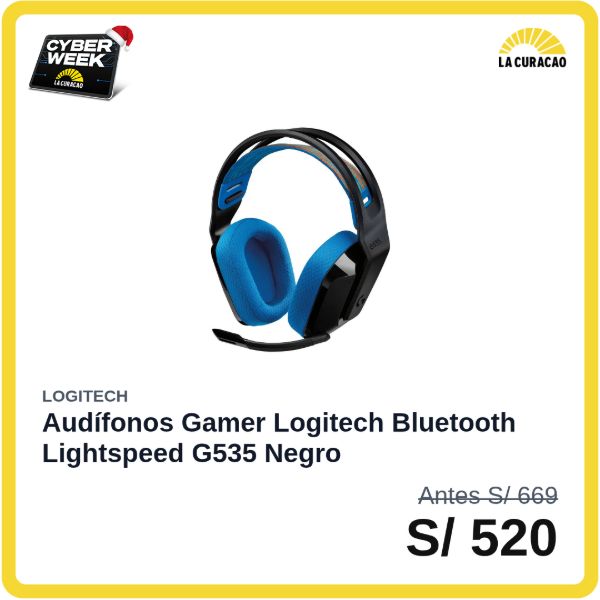 CYBER
WEEK
LA CURACAO
LA CURACAO
LOGITECH
Audífonos Gamer Logitech Bluetooth
Lightspeed G535 Negro
Antes S/ 669
S/ 520